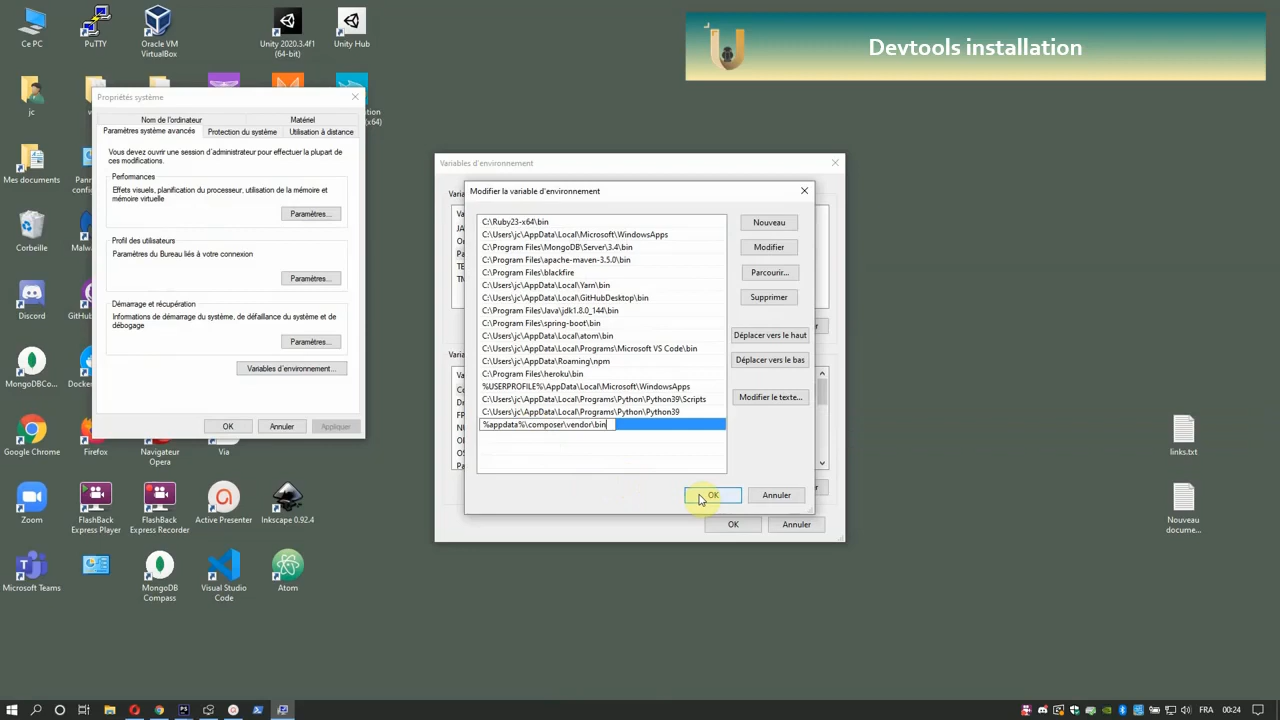 Ce PC
PuTTY
Oracle VM
VirtualBox
Unity 2020.3.4f1
(64-bit)
Unity Hub
Devtools installation
jc
Mes documents
Corbeille
Discord
MongoDBCo...
Google Chrome
Firefox
Navigateur
Opera
Via
Zoom
FlashBack
Express Player
FlashBack
Express Recorder
Active Presenter
Inkscape 0.92.4
Microsoft Teams
MongoDB
Compass
Visual Studio
Code
Atom
links.txt
Nouveau
docume...
Propriétés système
Nom de l'ordinateur
Matériel
Paramètres système avancés
Protection du système
Utilisation à distance
Vous devez ouvrir une session d'administrateur pour effectuer la plupart de
ces modifications.
Performances
Effets visuels, planification du processeur, utilisation de la mémoire et
mémoire virtuelle
Paramètres...
Profil des utilisateurs
Paramètres du Bureau liés à votre connexion
Paramètres...
Démarrage et récupération
Informations de démarrage du système, de défaillance du système et de
débogage
Paramètres...
Variables d'environnement...
OK
Annuler
Appliquer
Variables d'environnement
Modifier la variable d'environnement
C:\Ruby23-x64\bin
C:\Users\jc\AppData\Local\Microsoft\WindowsApps
C:\Program Files\MongoDB\Server\3.4\bin
C:\Program Files\apache-maven-3.5.0\bin
C:\Program Files\blackfire
C:\Users\jc\AppData\Local\Yarn\bin
C:\Users\jc\AppData\Local\GitHubDesktop\bin
C:\Program Files\Java\jdk1.8.0_144\bin
C:\Program Files\spring-boot\bin
C:\Users\jc\AppData\Local\atom\bin
C:\Users\jc\AppData\Local\Programs\Microsoft VS Code\bin
C:\Users\jc\AppData\Roaming\npm
C:\Program Files\heroku\bin
%USERPROFILE%\AppData\Local\Microsoft\WindowsApps
C:\Users\jc\AppData\Local\Programs\Python\Python39\Scripts
C:\Users\jc\AppData\Local\Programs\Python\Python39
%appdata%\composer\vendor\bin
Nouveau
Modifier
Parcourir...
Supprimer
Déplacer vers le haut
Déplacer vers le bas
Modifier le texte...
OK
Annuler
OK
Annuler
FRA
00:24